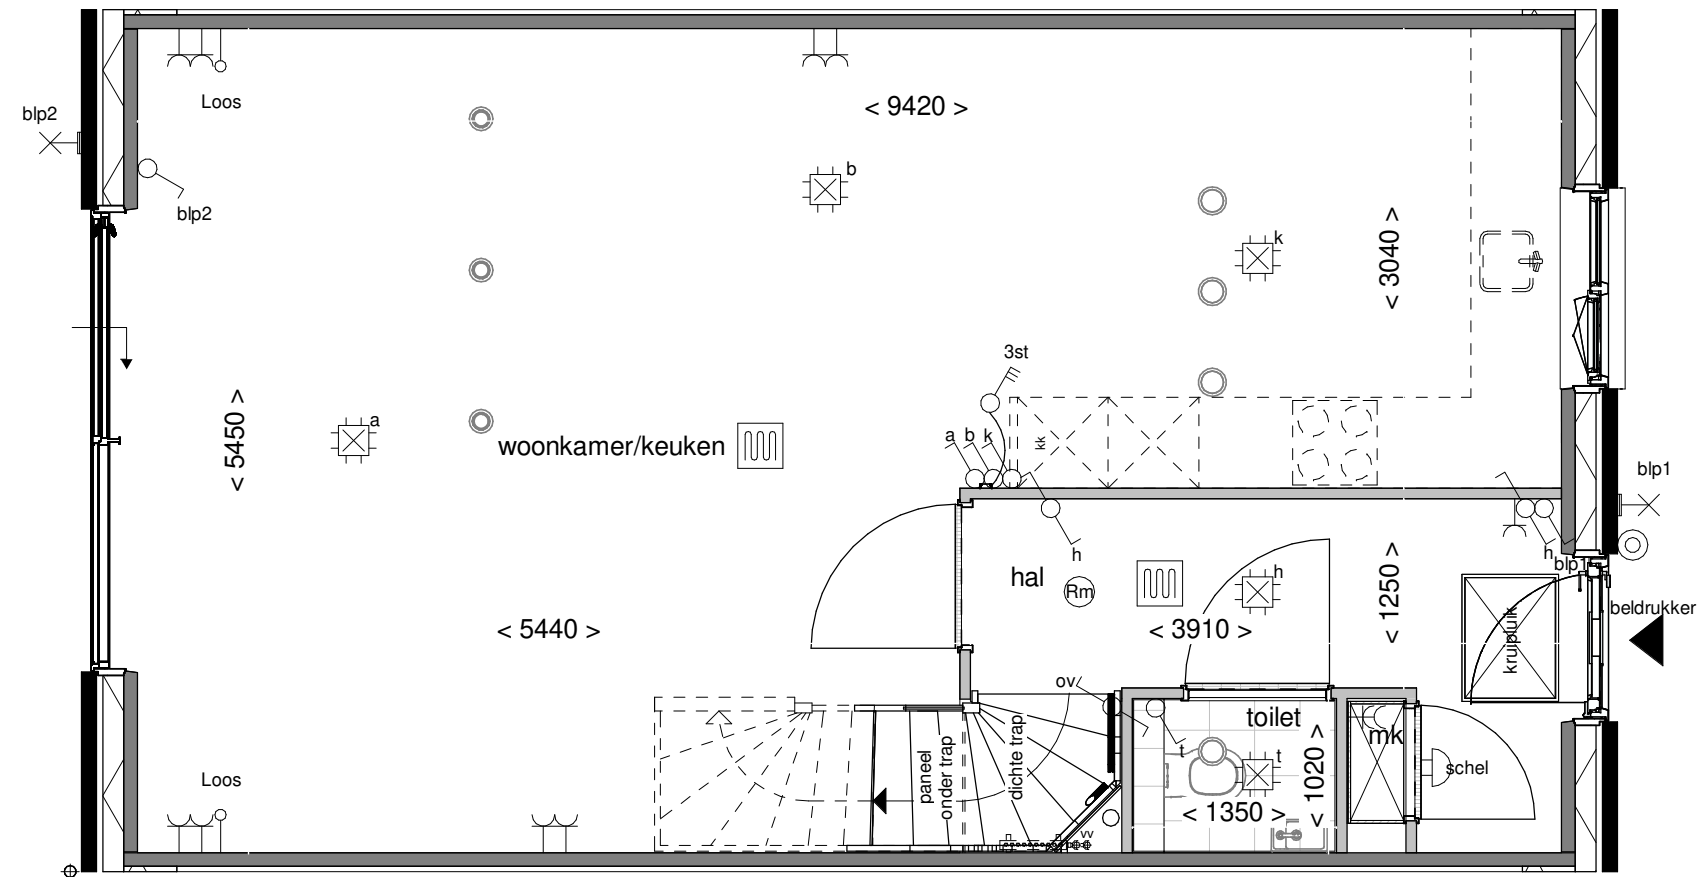 Loos
< 9420 >
blp2
b
blp2
k
< 3040 >
3st
a
< 5450 >
woonkamer/keuken
a b k
kk
blp1
h
h
blp1
hal
Rm
h
< 1250 >
< 5440 >
< 3910 >
kruipluik
beldrukker
ov
toilet
mk
t
t
schel
paneel
onder trap
dichte trap
< 1020 >
< 1350 >
Loos
vv